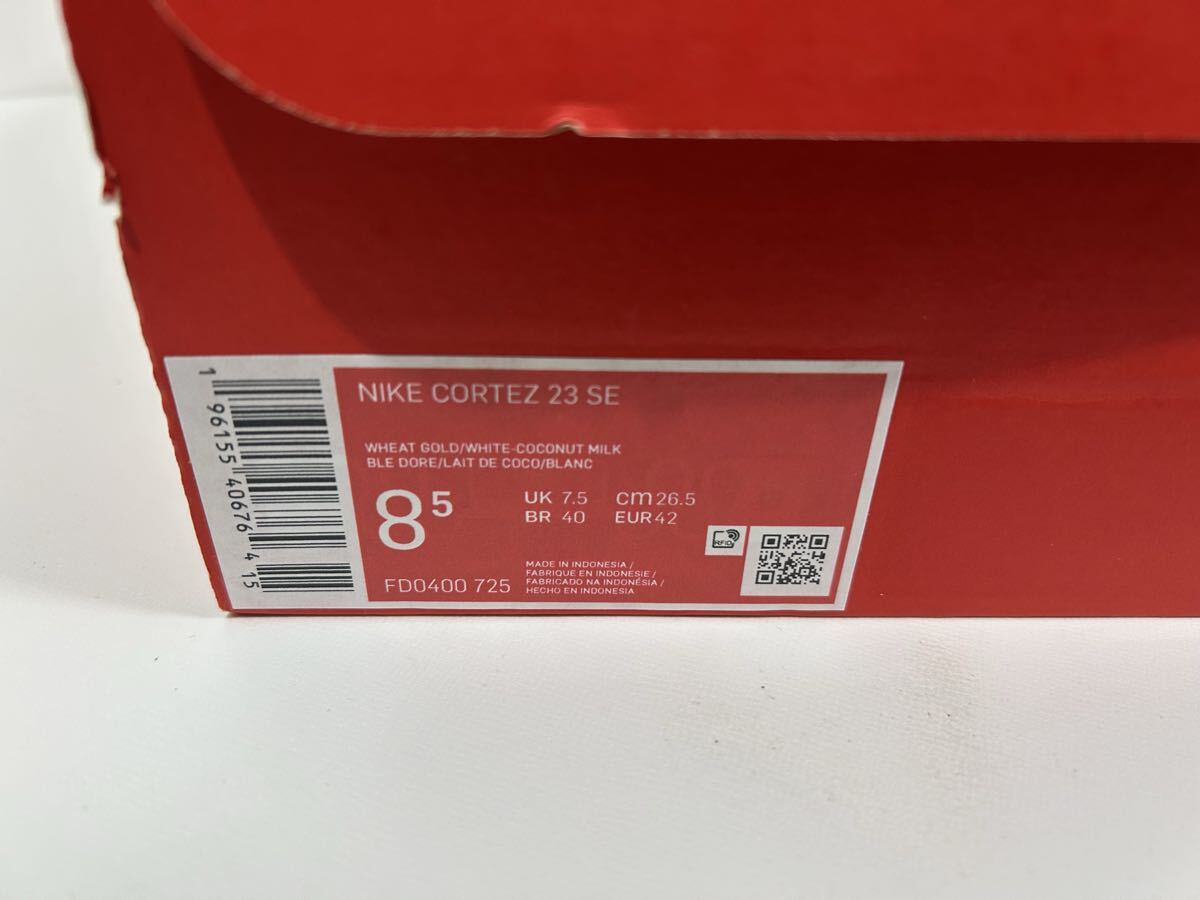 NIKE CORTEZ 23 SE
WHEAT GOLD/WHITE-COCONUT MILK
BLE DORE/LAIT DE COCO/BLANC
8 5
UK 7.5 cm 26.5
BR 40 EUR 42
FD0400 725
MADE IN INDONESIA /
FABRIQUE EN INDONESIE /
FABRICADO NA INDONÉSIA /
HECHO EN INDONESIA
RFID
1 96155 40676 4 15